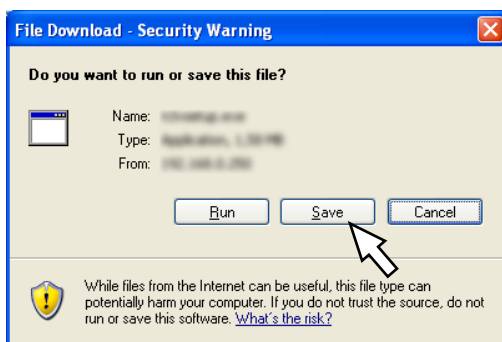 File Download - Security Warning
Do you want to run or save this file?
Name:
Type:
From:
Run Save Cancel
While files from the Internet can be useful, this file type can
potentially harm your computer. If you do not trust the source, do not
run or save this software. What's the risk?